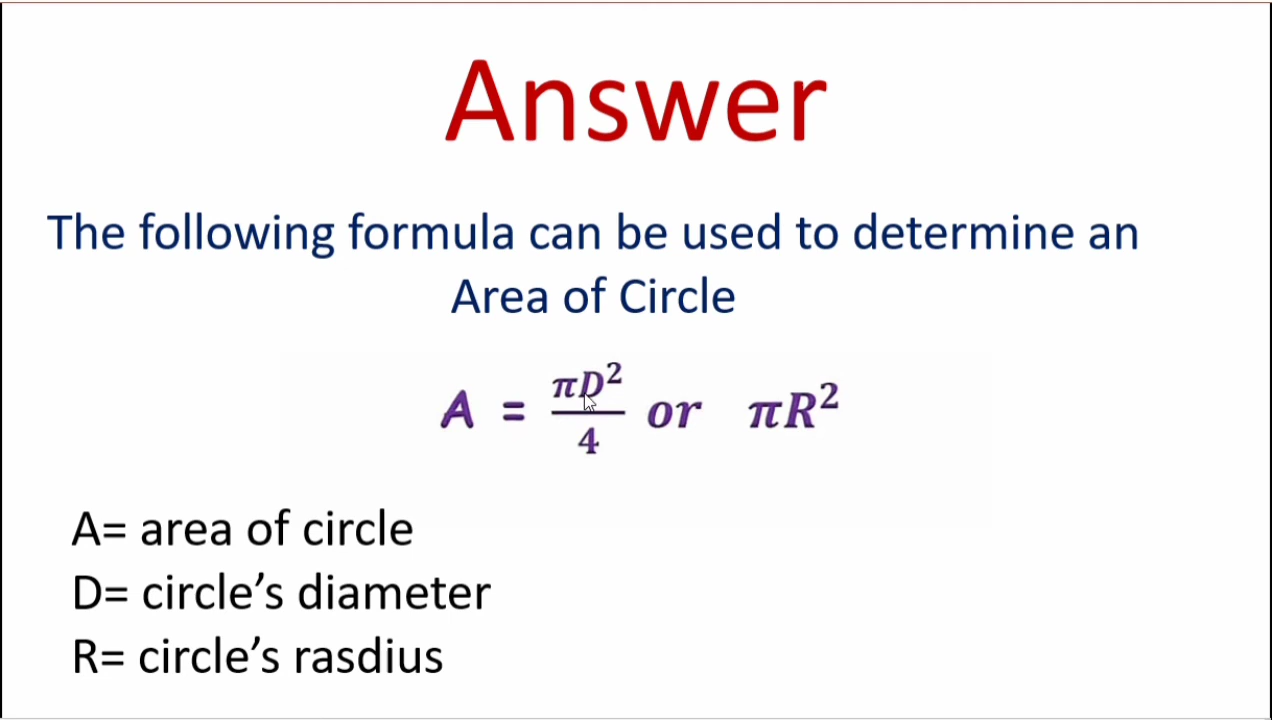 Answer
The following formula can be used to determine an
Area of Circle
A = πD²/4 or πR²
A= area of circle
D= circle’s diameter
R= circle’s rasdius